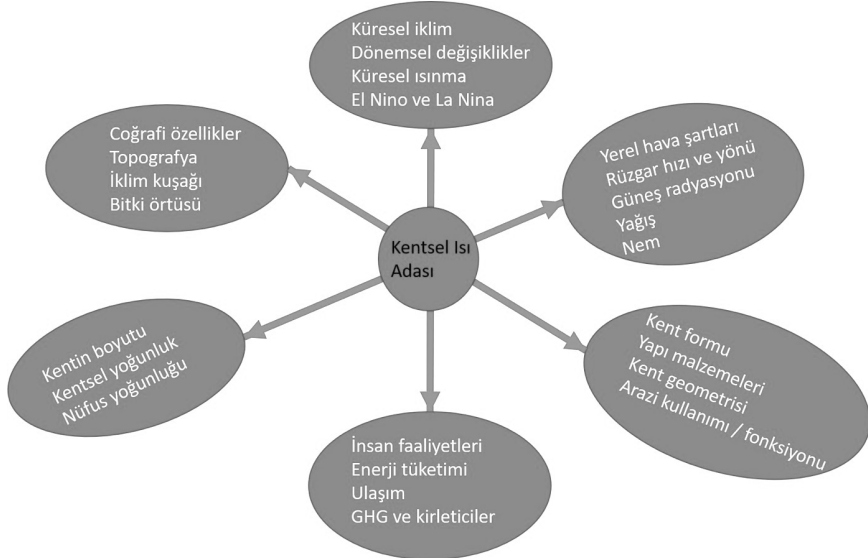 Küresel iklim
Dönemsel değişiklikler
Küresel ısınma
El Nino ve La Nina
Coğrafi özellikler
Topografya
İklim kuşağı
Bitki örtüsü
Yerel hava şartları
Rüzgar hızı ve yönü
Güneş radyasyonu
Yağış
Nem
Kentsel Isı
Adası
Kentin boyutu
Kentsel yoğunluk
Nüfus yoğunluğu
Kent formu
Yapı malzemeleri
Kent geometrisi
Arazi kullanımı / fonksiyonu
İnsan faaliyetleri
Enerji tüketimi
Ulaşım
GHG ve kirleticiler